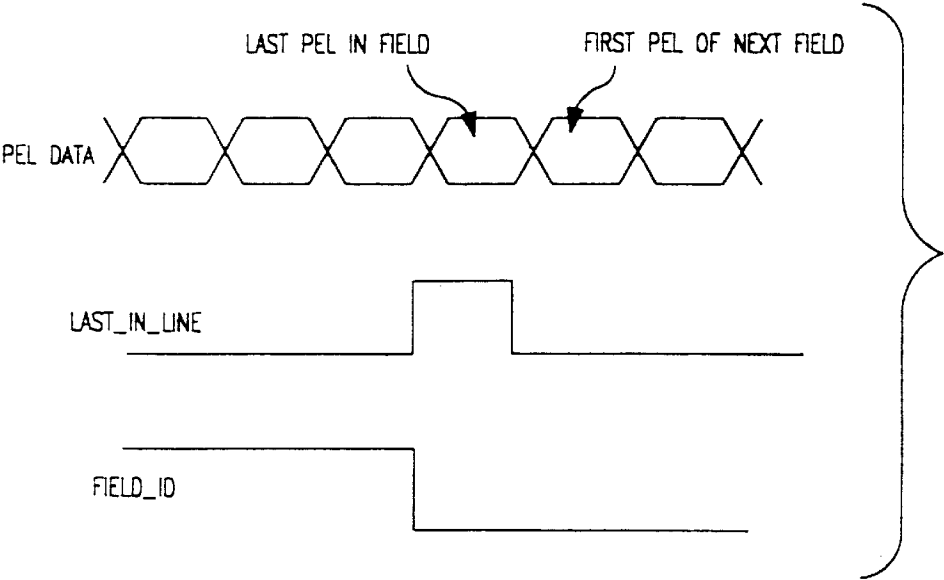 LAST PEL IN FIELD
FIRST PEL OF NEXT FIELD
PEL DATA
LAST_IN_LINE
FIELD_ID